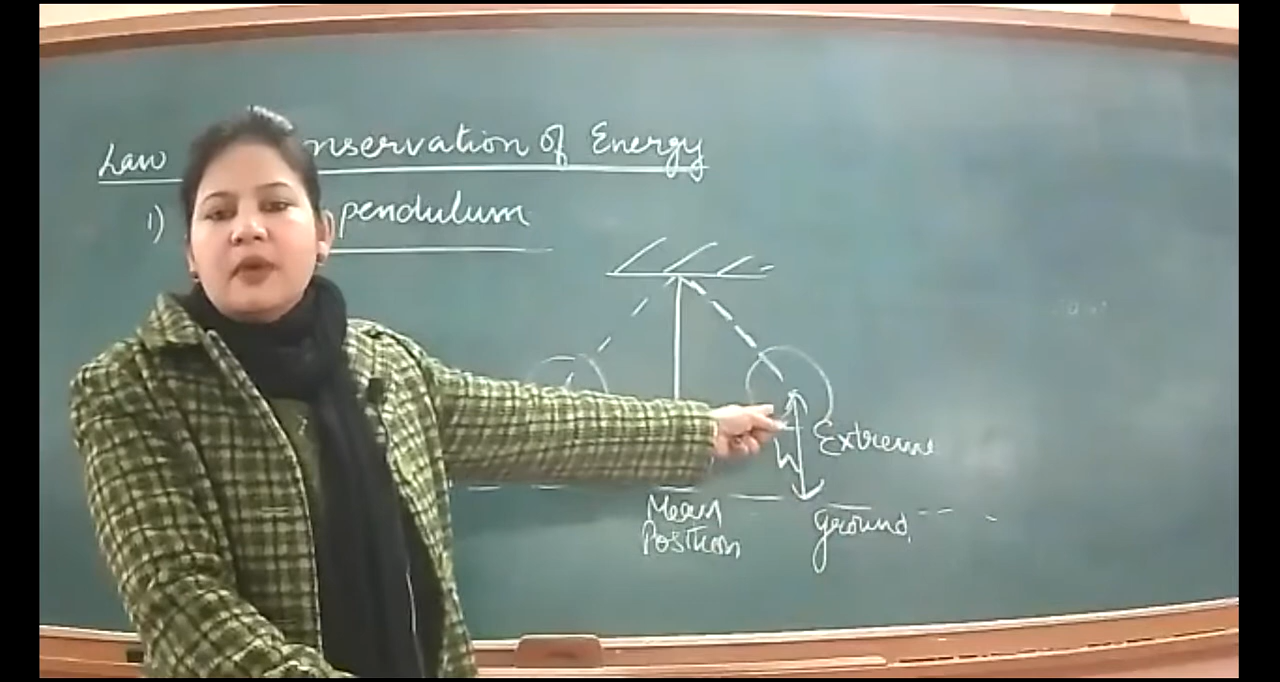 Law nservation of Energy
1) pendulum
h
Extreme
Mean
Position
ground